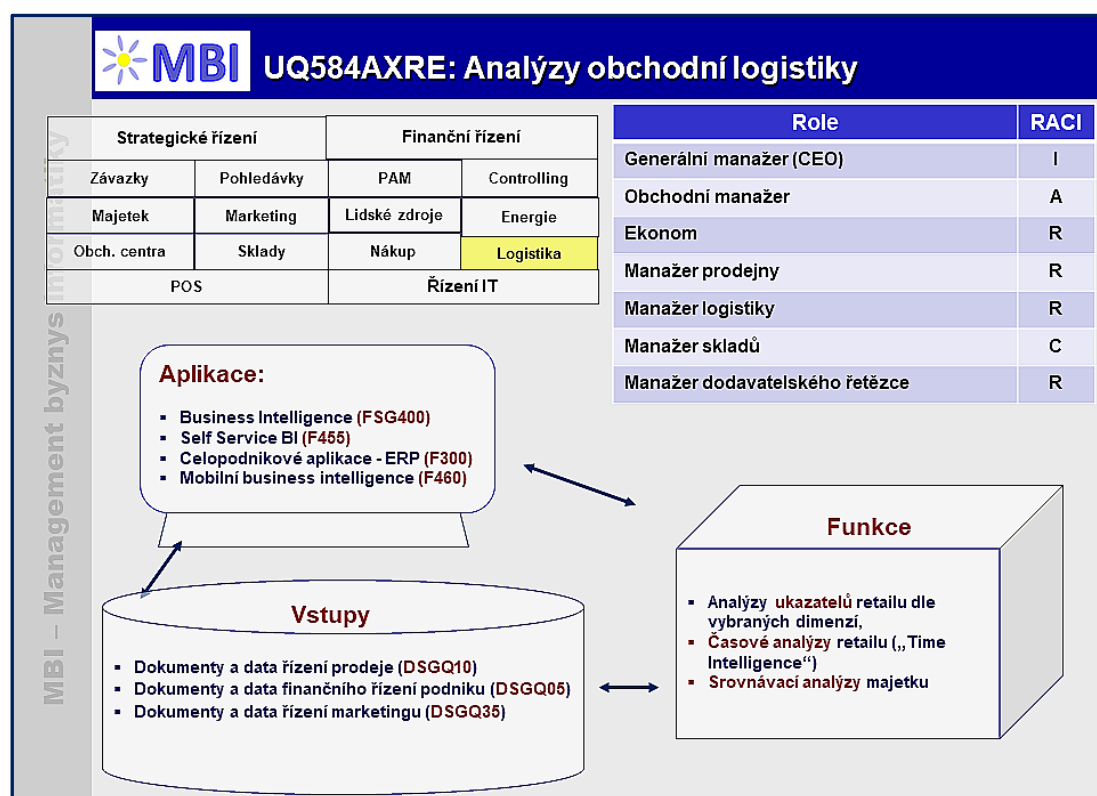 MBI
UQ584AXRE: Analýzy obchodní logistiky
MBI – Management byznys informatiky
Strategické řízení Finanční řízení
Závazky Pohledávky PAM Controlling
Majetek Marketing Lidské zdroje Energie
Obch. centra Sklady Nákup Logistika
POS Řízení IT
Role RACI
Generální manažer (CEO) I
Obchodní manažer A
Ekonom R
Manažer prodejny R
Manažer logistiky R
Manažer skladů C
Manažer dodavatelského řetězce R
Aplikace:
▪ Business Intelligence (FSG400)
▪ Self Service BI (F455)
▪ Celopodnikové aplikace - ERP (F300)
▪ Mobilní business intelligence (F460)
Funkce
▪ Analýzy ukazatelů retailu dle
vybraných dimenzí,
▪ Časové analýzy retailu („Time
Intelligence“)
▪ Srovnávací analýzy majetku
Vstupy
▪ Dokumenty a data řízení prodeje (DSGQ10)
▪ Dokumenty a data finančního řízení podniku (DSGQ05)
▪ Dokumenty a data řízení marketingu (DSGQ35)